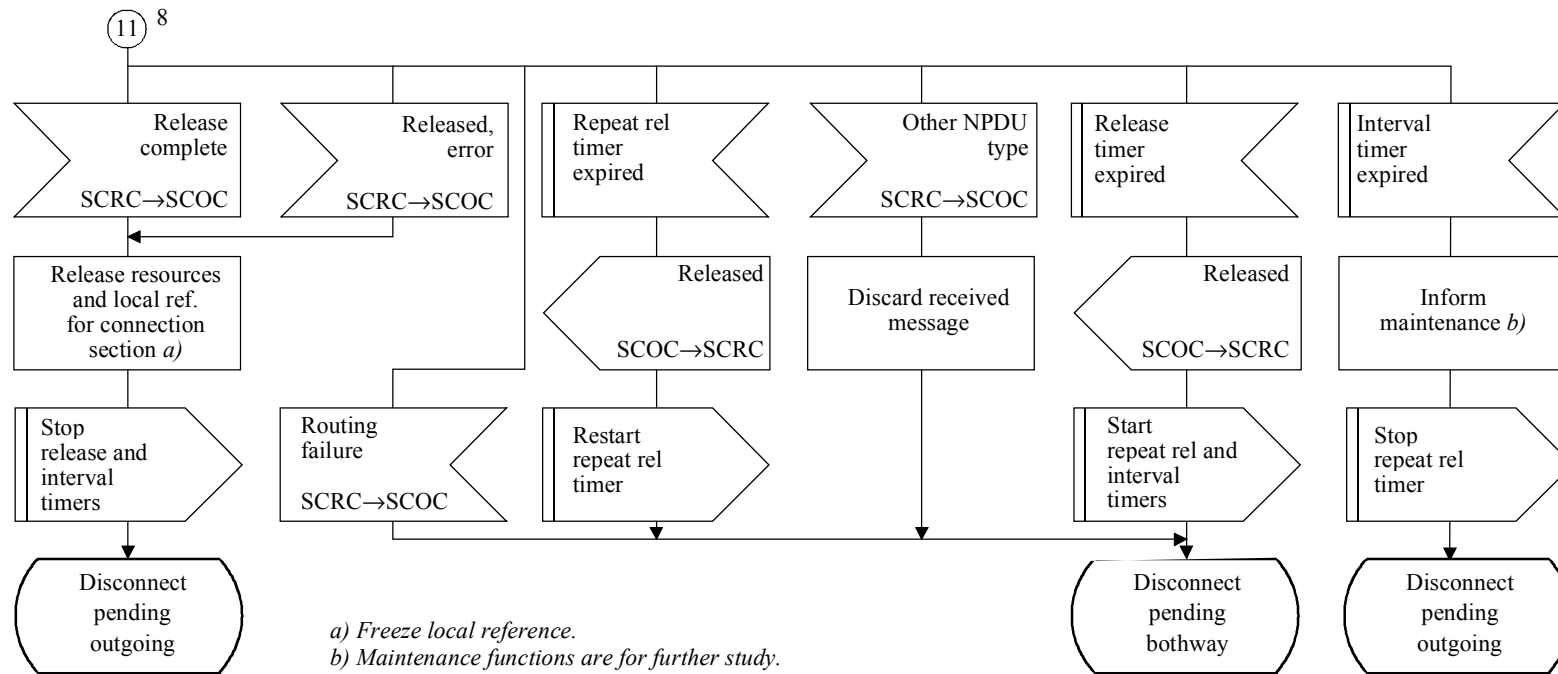 11 8
Release
complete
SCRC→SCOC
Released,
error
SCRC→SCOC
Repeat rel
timer
expired
Other NPDU
type
SCRC→SCOC
Release
timer
expired
Interval
timer
expired
Release resources
and local ref.
for connection
section a)
Released
SCOC→SCRC
Discard received
message
Released
SCOC→SCRC
Inform
maintenance b)
Stop
release and
interval
timers
Routing
failure
SCRC→SCOC
Restart
repeat rel
timer
Start
repeat rel and
interval
timers
Stop
repeat rel
timer
Disconnect
pending
outgoing
Disconnect
pending
bothway
Disconnect
pending
outgoing
a) Freeze local reference.
b) Maintenance functions are for further study.